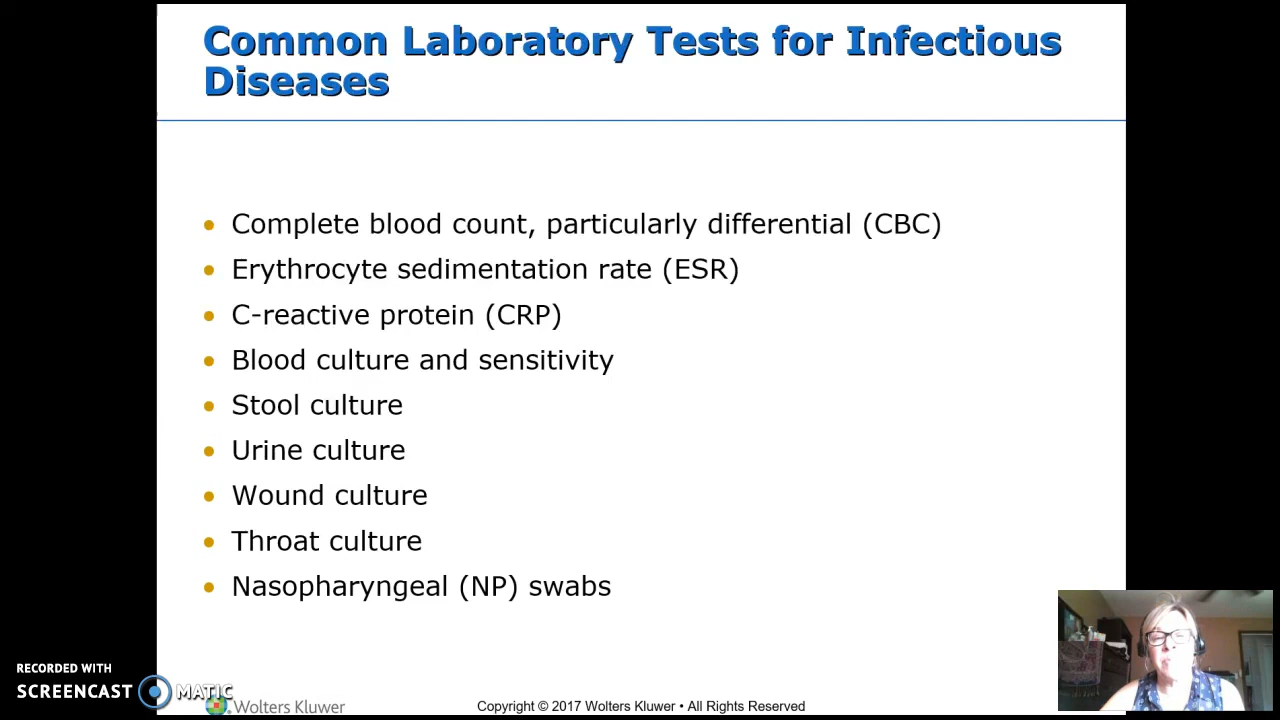 Common Laboratory Tests for Infectious
Diseases
• Complete blood count, particularly differential (CBC)
• Erythrocyte sedimentation rate (ESR)
• C-reactive protein (CRP)
• Blood culture and sensitivity
• Stool culture
• Urine culture
• Wound culture
• Throat culture
• Nasopharyngeal (NP) swabs
RECORDED WITH
SCREENCAST MATIC
Wolters Kluwer
Copyright © 2017 Wolters Kluwer • All Rights Reserved